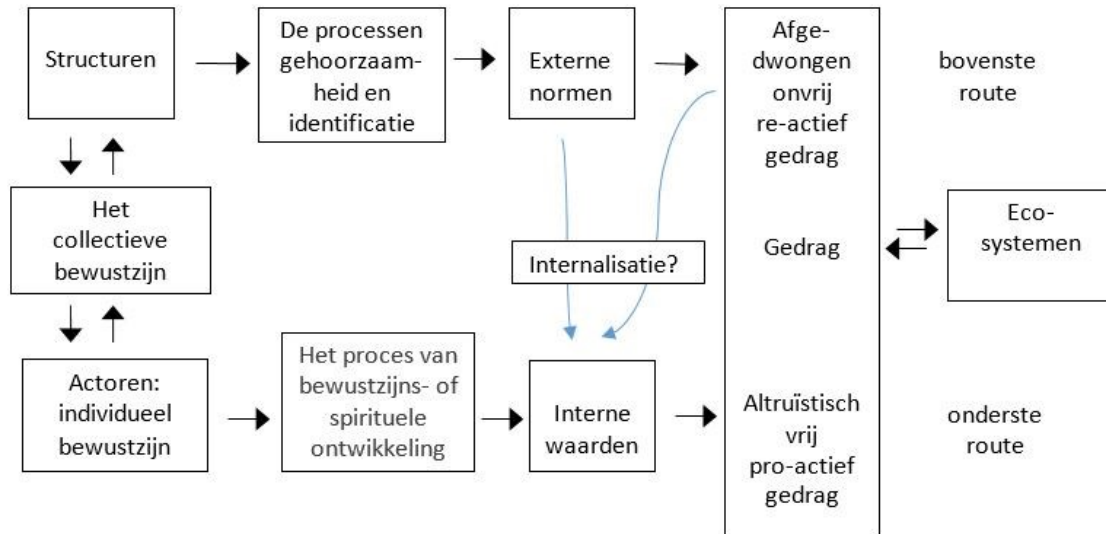 Structuren
De processen
gehoorzaam-
heid en
identificatie
Externe
normen
Afge-
dwongen
onvrij
re-actief
gedrag
bovenste
route
Het
collectieve
bewustzijn
Internalisatie?
Gedrag
Eco-
systemen
Actoren:
individueel
bewustzijn
Het proces van
bewustzijns- of
spirituele
ontwikkeling
Interne
waarden
Altruïstisch
vrij
pro-actief
gedrag
onderste
route